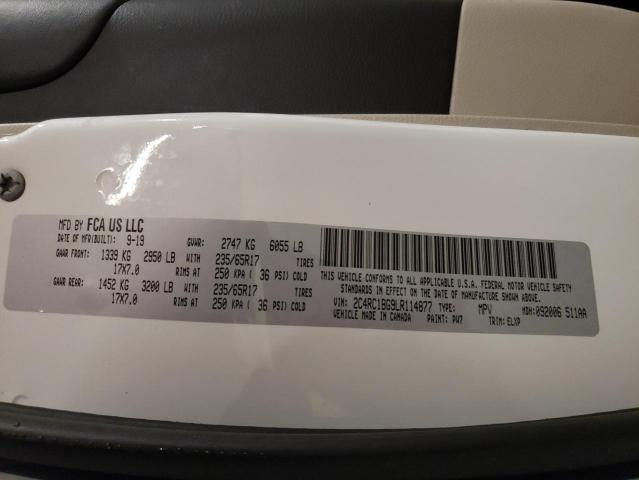 MFD BY FCA US LLC
DATE OF MFR(BUILT): 9-19 GVWR: 2747 KG 6055 LB
GAWR FRONT: 1339 KG 2950 LB WITH 235/65R17 TIRES
17X7.0 RIMS AT 250 KPA ( 36 PSI) COLD
GAWR REAR: 1452 KG 3200 LB WITH 235/65R17 TIRES
17X7.0 RIMS AT 250 KPA ( 36 PSI) COLD
THIS VEHICLE CONFORMS TO ALL APPLICABLE U.S.A. FEDERAL MOTOR VEHICLE SAFETY
STANDARDS IN EFFECT ON THE DATE OF MANUFACTURE SHOWN ABOVE.
VIN: 2C4RC1BG9LR114877 TYPE: MPV MDH: 092006 511AA
VEHICLE MADE IN CANADA PAINT: PW7 TRIM: ELXP